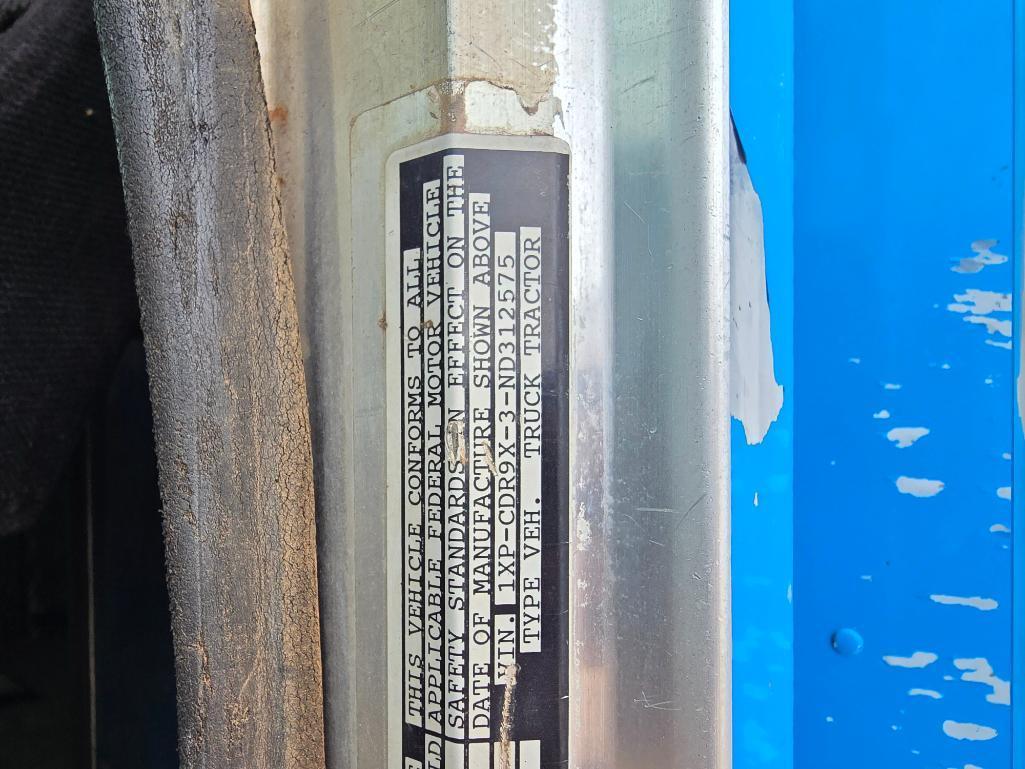 THIS VEHICLE CONFORMS TO ALL
APPLICABLE FEDERAL MOTOR VEHICLE
SAFETY STANDARDS IN EFFECT ON THE
DATE OF MANUFACTURE SHOWN ABOVE
VIN. 1XP-CDR9X-3-ND312575
TYPE VEH. TRUCK TRACTOR